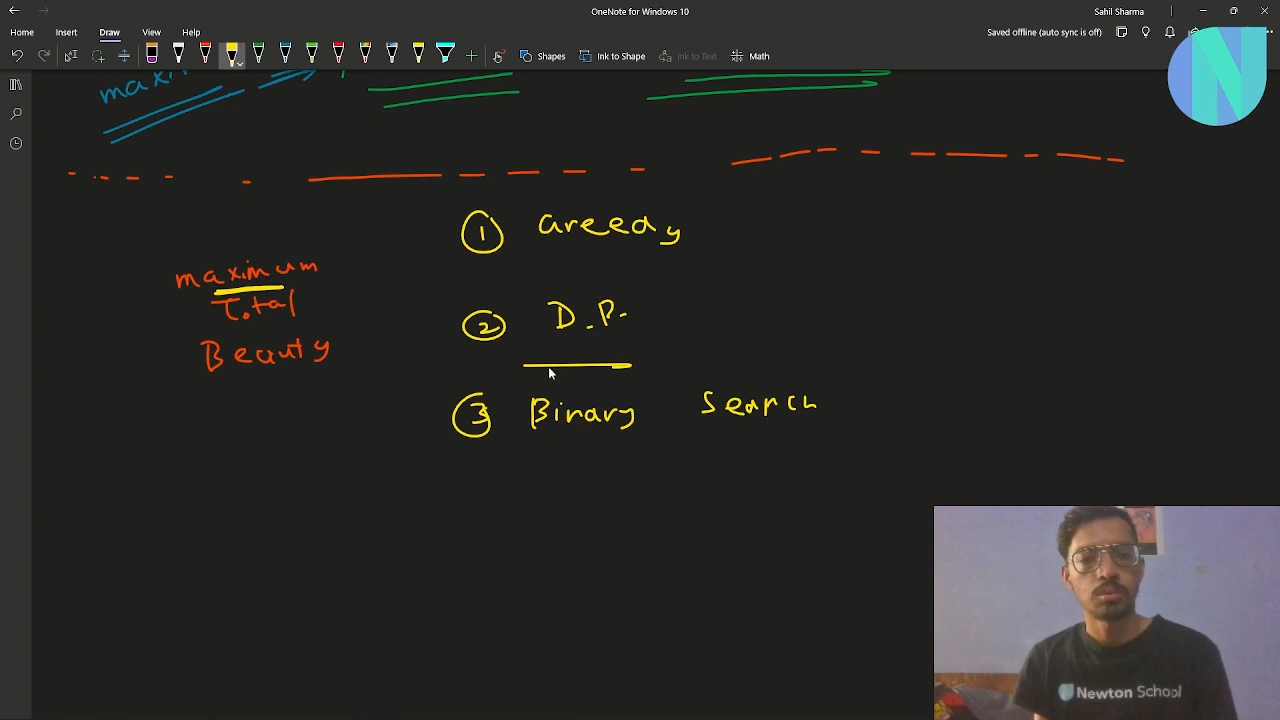 OneNote for Windows 10
Sahil Sharma
Home Insert Draw View Help
Saved offline (auto sync is off)
Shapes Ink to Shape Ink to Text Math
maxim
① Greedy
maximum
Total
Beauty
② D.P.
③ Binary Search
Newton School